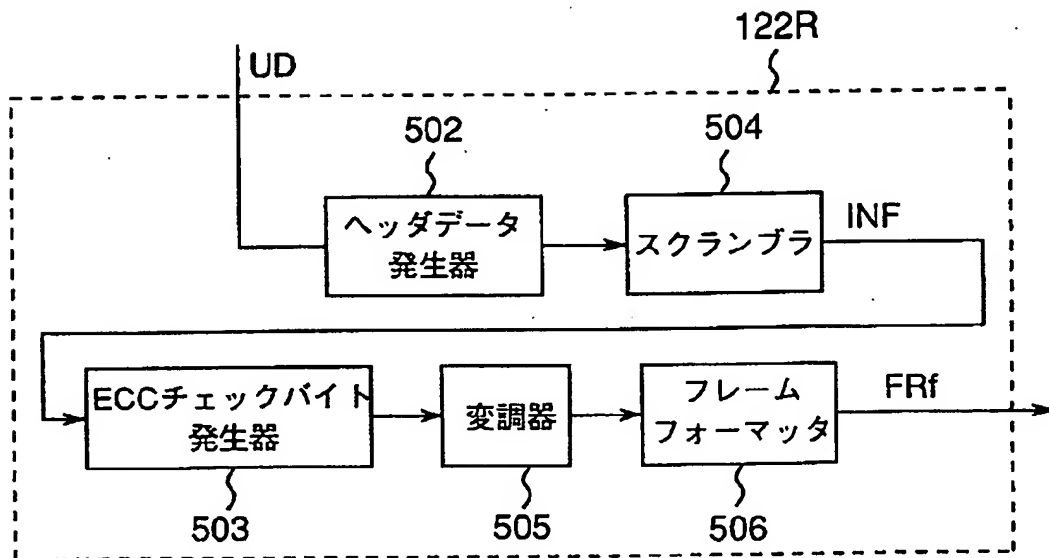 122R
UD
502
504
ヘッダデータ
発生器
スクランブラ
INF
ECCチェックバイト
発生器
変調器
フレーム
フォーマッタ
FRf
503
505
506